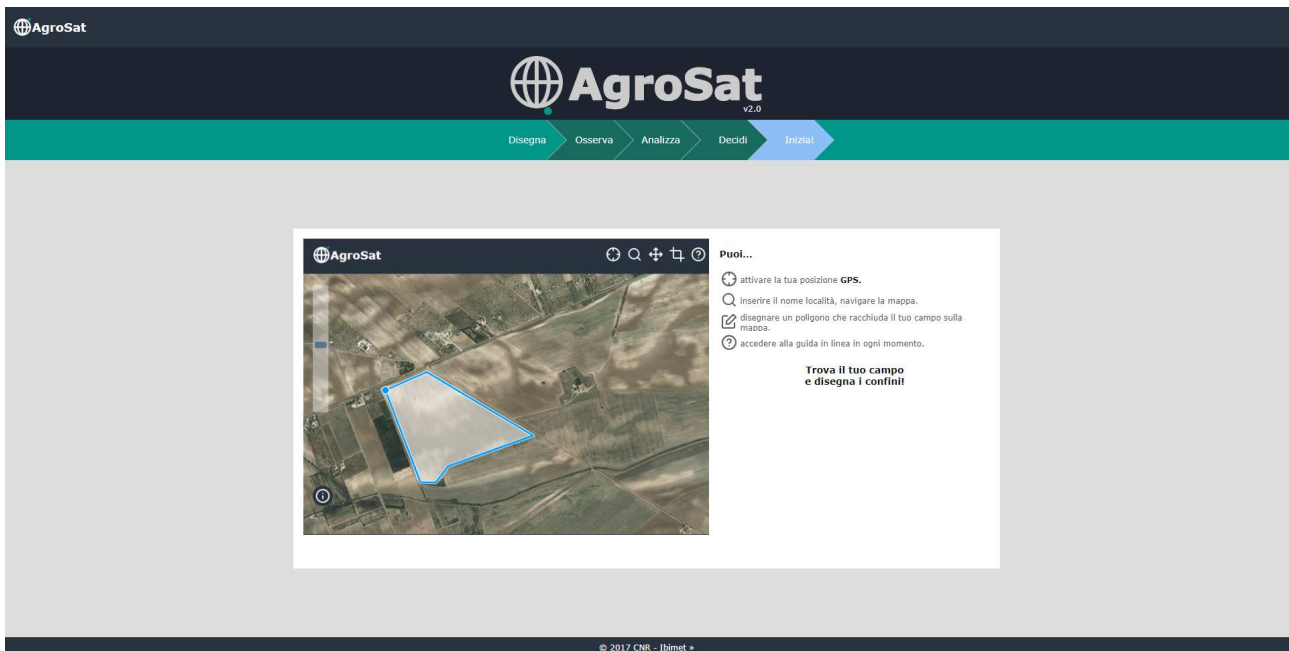 AgroSat
AgroSat
v2.0
Disegna
Osserva
Analizza
Decidi
Inizia!
AgroSat
Puoi...
attivare la tua posizione GPS.
inserire il nome località, navigare la mappa.
disegnare un poligono che racchiuda il tuo campo sulla
mappa.
accedere alla guida in linea in ogni momento.
Trova il tuo campo
e disegna i confini!
© 2017 CNR - Ibimet »